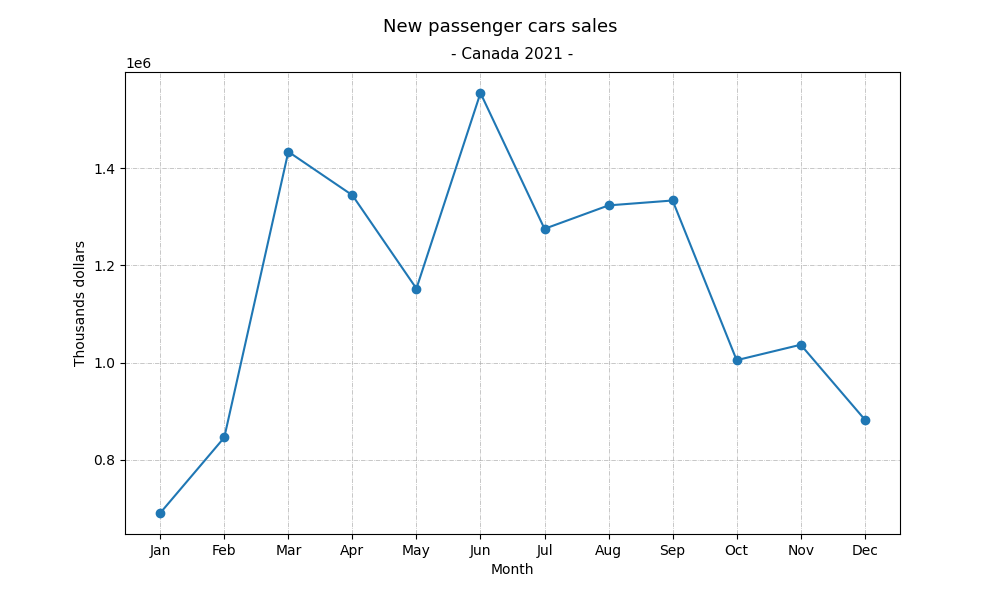 New passenger cars sales
- Canada 2021 -
1e6
1.4
1.2
1.0
0.8
Thousands dollars
Jan Feb Mar Apr May Jun Jul Aug Sep Oct Nov Dec
Month